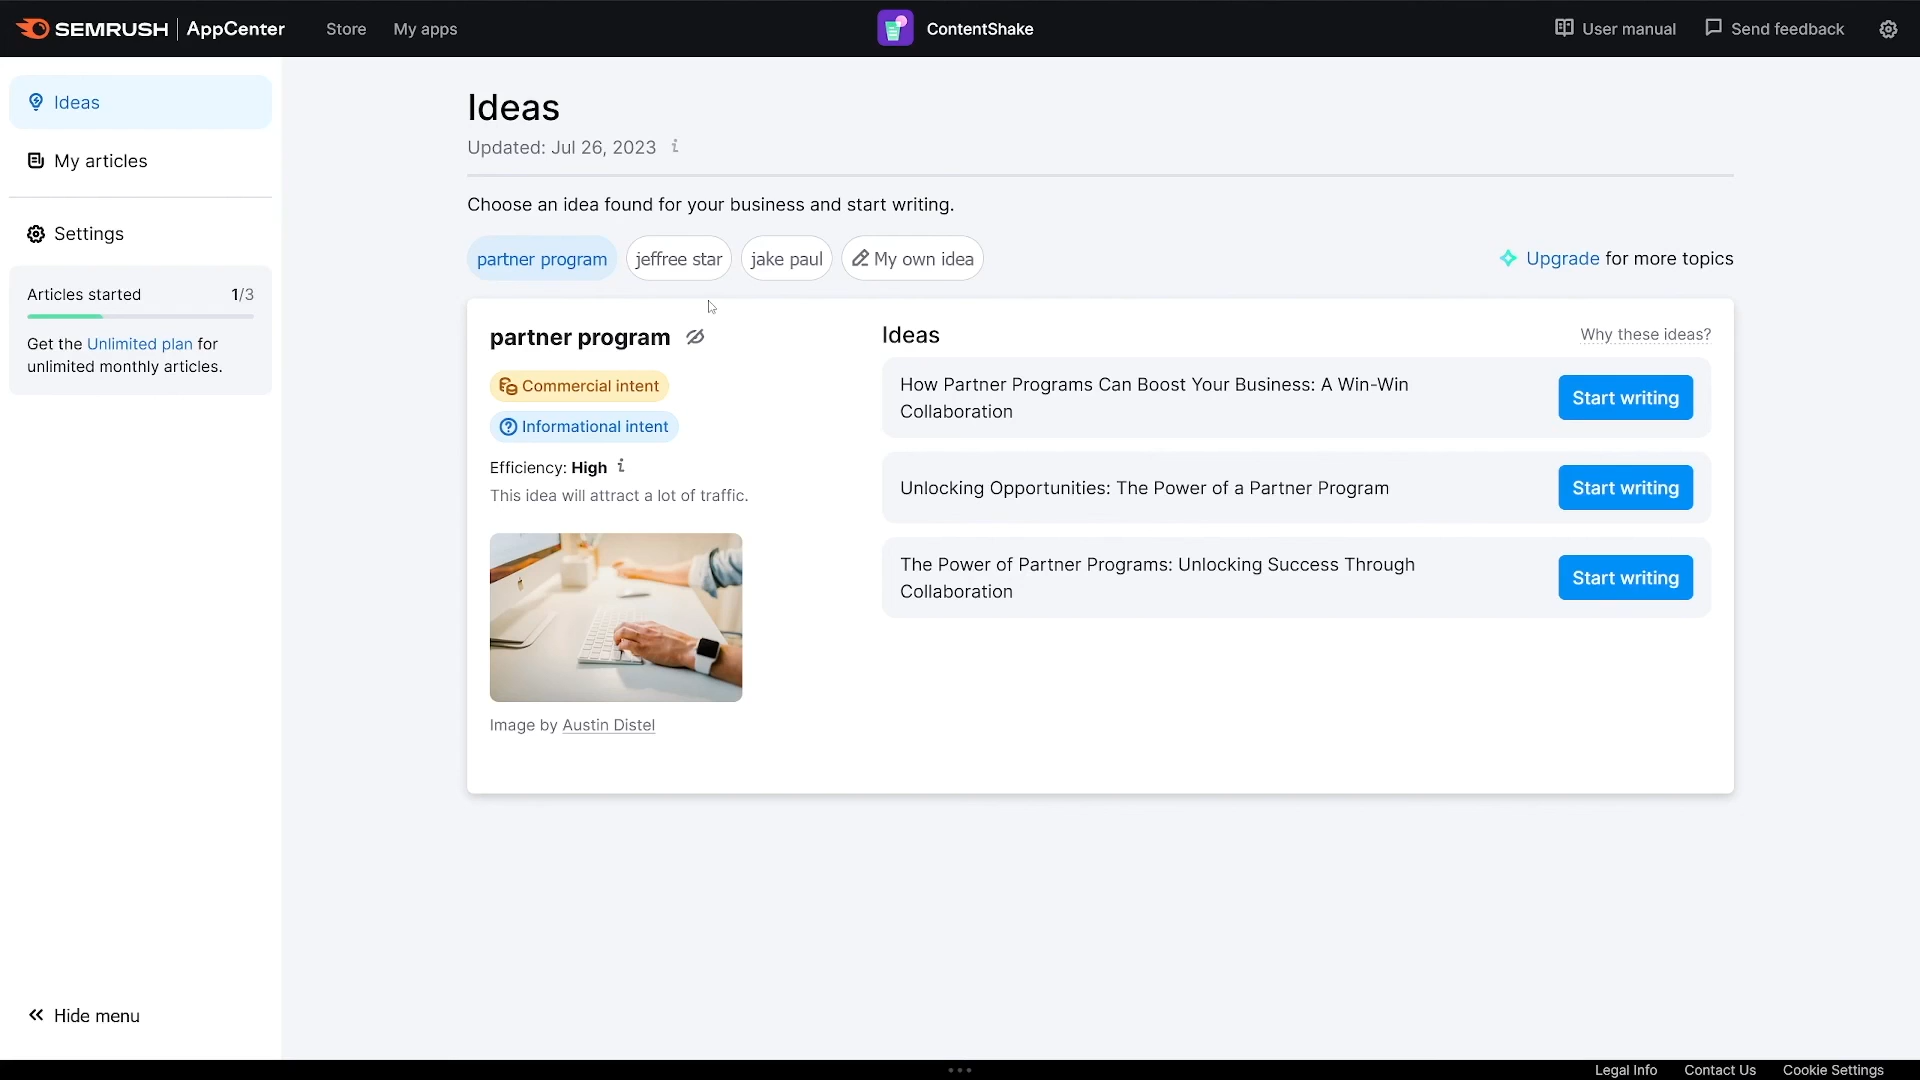 SEMRUSH AppCenter Store My apps ContentShake User manual Send feedback
Ideas
My articles
Settings
Articles started 1/3
Get the Unlimited plan for
unlimited monthly articles.
Hide menu
Ideas
Updated: Jul 26, 2023
Choose an idea found for your business and start writing.
partner program jeffree star jake paul My own idea Upgrade for more topics
partner program
Commercial intent
Informational intent
Efficiency: High
This idea will attract a lot of traffic.
Image by Austin Distel
Ideas Why these ideas?
How Partner Programs Can Boost Your Business: A Win-Win
Collaboration
Start writing
Unlocking Opportunities: The Power of a Partner Program
Start writing
The Power of Partner Programs: Unlocking Success Through
Collaboration
Start writing
Legal Info Contact Us Cookie Settings